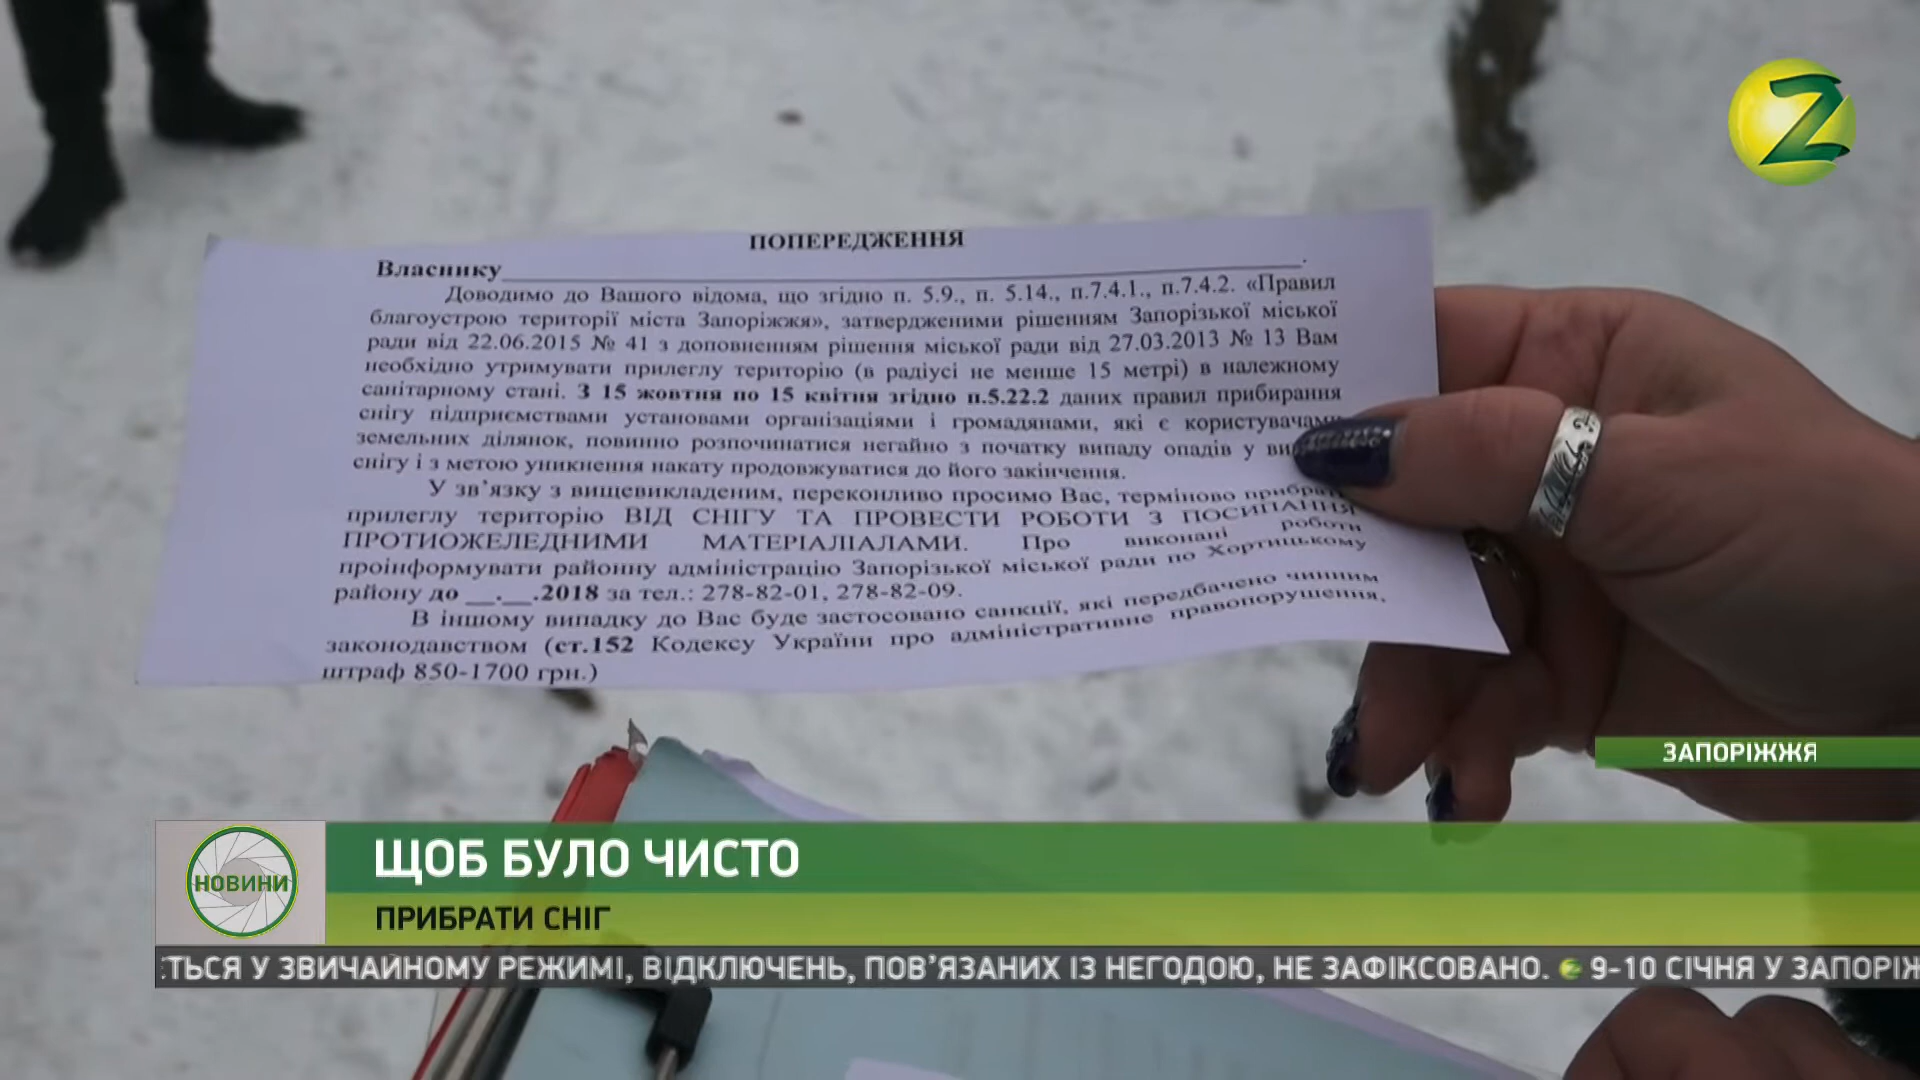 ПОПЕРЕДЖЕННЯ
Власнику
Доводимо до Вашого відома, що згідно п. 5.9., п. 5.14., п.7.4.1., п.7.4.2. «Правил
благоустрою території міста Запоріжжя», затвердженими рішенням Запорізької міської
ради від 22.06.2015 № 41 з доповненням рішення міської ради від 27.03.2013 № 13 Вам
необхідно утримувати прилеглу територію (в радіусі не менше 15 метрі) в належному
санітарному стані. З 15 жовтня по 15 квітня згідно п.5.22.2 даних правил прибирання
снігу підприємствами установами організаціями і громадянами, які є користувачами
земельних ділянок, повинно розпочинатися негайно з початку випаду опадів у ви
снігу і з метою уникнення накату продовжуватися до його закінчення.
У зв'язку з вищевикладеним, переконливо просимо Вас, терміново прибрати
прилеглу територію ВІД СНІГУ ТА ПРОВЕСТИ РОБОТИ З ПОСИПАННЯ
ПРОТИОЖЕЛЕДНИМИ МАТЕРІАЛІАЛАМИ. Про виконані роботи
проінформувати районну адміністрацію Запорізької міської ради по Хортицькому
району до __.__.2018 за тел.: 278-82-01, 278-82-09.
В іншому випадку до Вас буде застосовано санкції, які передбачено чинним
законодавством (ст.152 Кодексу України про адміністративне правопорушення,
штраф 850-1700 грн.)
Z
ЗАПОРІЖЖЯ
НОВИНИ
ЩОБ БУЛО ЧИСТО
ПРИБРАТИ СНІГ
ТЬСЯ У ЗВИЧАЙНОМУ РЕЖИМІ, ВІДКЛЮЧЕНЬ, ПОВ'ЯЗАНИХ ІЗ НЕГОДОЮ, НЕ ЗАФІКСОВАНО. 9-10 СІЧНЯ У ЗАПОРІЖ